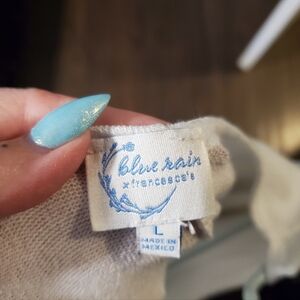 blue rain
x francesca's
L
MADE IN
MEXICO